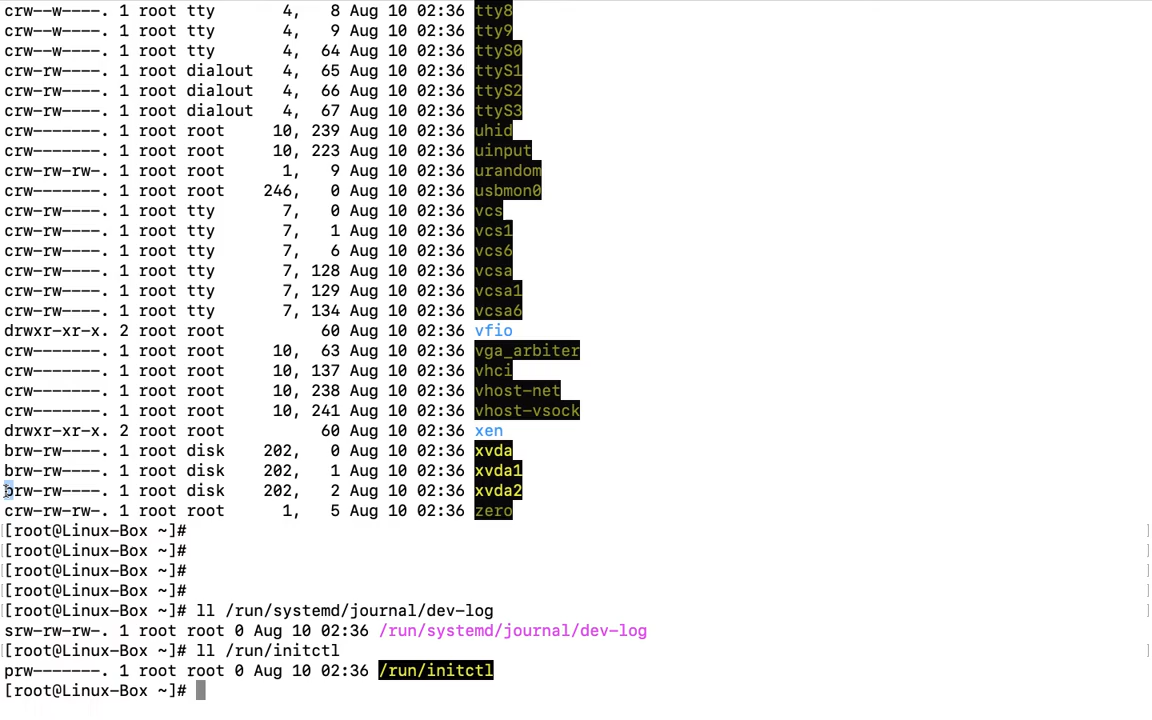 crw--w----. 1 root tty       4,   8 Aug 10 02:36 tty8
crw--w----. 1 root tty       4,   9 Aug 10 02:36 tty9
crw--w----. 1 root tty       4,  64 Aug 10 02:36 ttyS0
crw-rw----. 1 root dialout   4,  65 Aug 10 02:36 ttyS1
crw-rw----. 1 root dialout   4,  66 Aug 10 02:36 ttyS2
crw-rw----. 1 root dialout   4,  67 Aug 10 02:36 ttyS3
crw-------. 1 root root     10, 239 Aug 10 02:36 uhid
crw-------. 1 root root     10, 223 Aug 10 02:36 uinput
crw-rw-rw-. 1 root root      1,   9 Aug 10 02:36 urandom
crw-------. 1 root root    246,   0 Aug 10 02:36 usbmon0
crw-rw----. 1 root tty       7,   0 Aug 10 02:36 vcs
crw-rw----. 1 root tty       7,   1 Aug 10 02:36 vcs1
crw-rw----. 1 root tty       7,   6 Aug 10 02:36 vcs6
crw-rw----. 1 root tty       7, 128 Aug 10 02:36 vcsa
crw-rw----. 1 root tty       7, 129 Aug 10 02:36 vcsa1
crw-rw----. 1 root tty       7, 134 Aug 10 02:36 vcsa6
drwxr-xr-x. 2 root root          60 Aug 10 02:36 vfio
crw-------. 1 root root     10,  63 Aug 10 02:36 vga_arbiter
crw-------. 1 root root     10, 137 Aug 10 02:36 vhci
crw-------. 1 root root     10, 238 Aug 10 02:36 vhost-net
crw-------. 1 root root     10, 241 Aug 10 02:36 vhost-vsock
drwxr-xr-x. 2 root root          60 Aug 10 02:36 xen
brw-rw----. 1 root disk    202,   0 Aug 10 02:36 xvda
brw-rw----. 1 root disk    202,   1 Aug 10 02:36 xvda1
brw-rw----. 1 root disk    202,   2 Aug 10 02:36 xvda2
crw-rw-rw-. 1 root root      1,   5 Aug 10 02:36 zero
[root@Linux-Box ~]#
[root@Linux-Box ~]#
[root@Linux-Box ~]#
[root@Linux-Box ~]#
[root@Linux-Box ~]# ll /run/systemd/journal/dev-log
srw-rw-rw-. 1 root root 0 Aug 10 02:36 /run/systemd/journal/dev-log
[root@Linux-Box ~]# ll /run/initctl
prw-------. 1 root root 0 Aug 10 02:36 /run/initctl
[root@Linux-Box ~]#